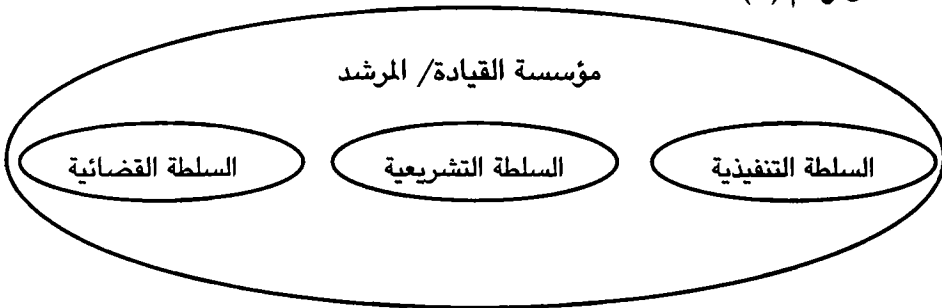 مؤسسة القيادة/ المرشد
السلطة التنفيذية
السلطة التشريعية
السلطة القضائية